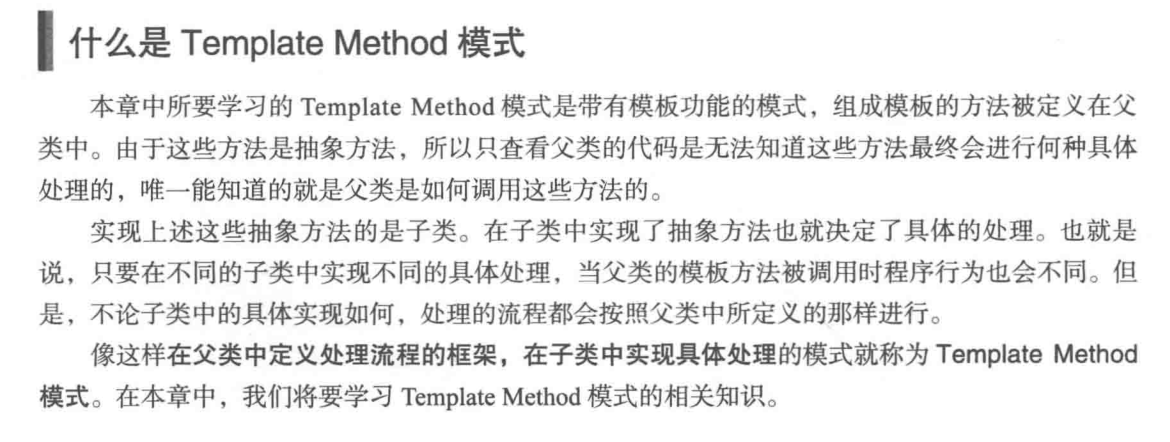 什么是 Template Method 模式
本章中所要学习的 Template Method 模式是带有模板功能的模式，组成模板的方法被定义在父
类中。由于这些方法是抽象方法，所以只查看父类的代码是无法知道这些方法最终会进行何种具体
处理的，唯一能知道的就是父类是如何调用这些方法的。
实现上述这些抽象方法的是子类。在子类中实现了抽象方法也就决定了具体的处理。也就是
说，只要在不同的子类中实现不同的具体处理，当父类的模板方法被调用时程序行为也会不同。但
是，不论子类中的具体实现如何，处理的流程都会按照父类中所定义的那样进行。
像这样在父类中定义处理流程的框架，在子类中实现具体处理的模式就称为 Template Method
模式。在本章中，我们将要学习 Template Method 模式的相关知识。